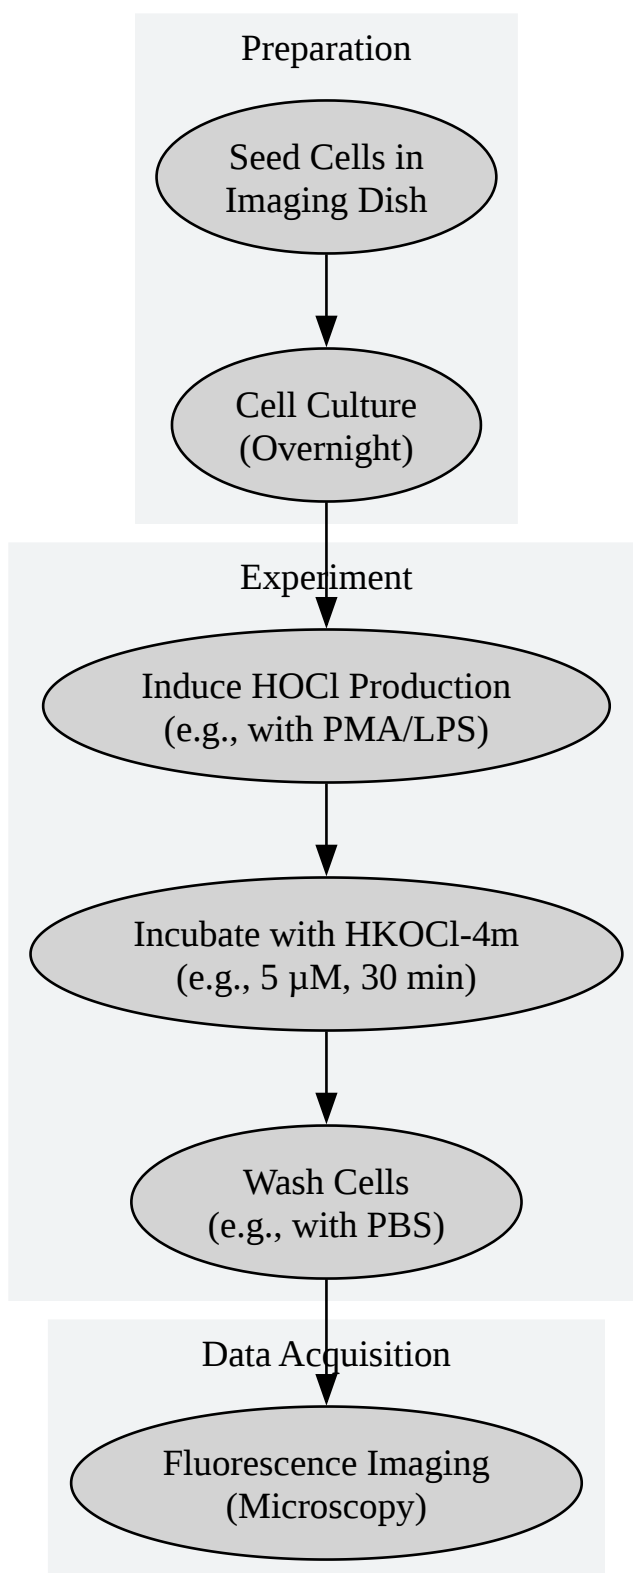 Preparation
Seed Cells in
Imaging Dish
Cell Culture
(Overnight)
Experiment
Induce HOCl Production
(e.g., with PMA/LPS)
Incubate with HKOCl-4m
(e.g., 5 µM, 30 min)
Wash Cells
(e.g., with PBS)
Data Acquisition
Fluorescence Imaging
(Microscopy)